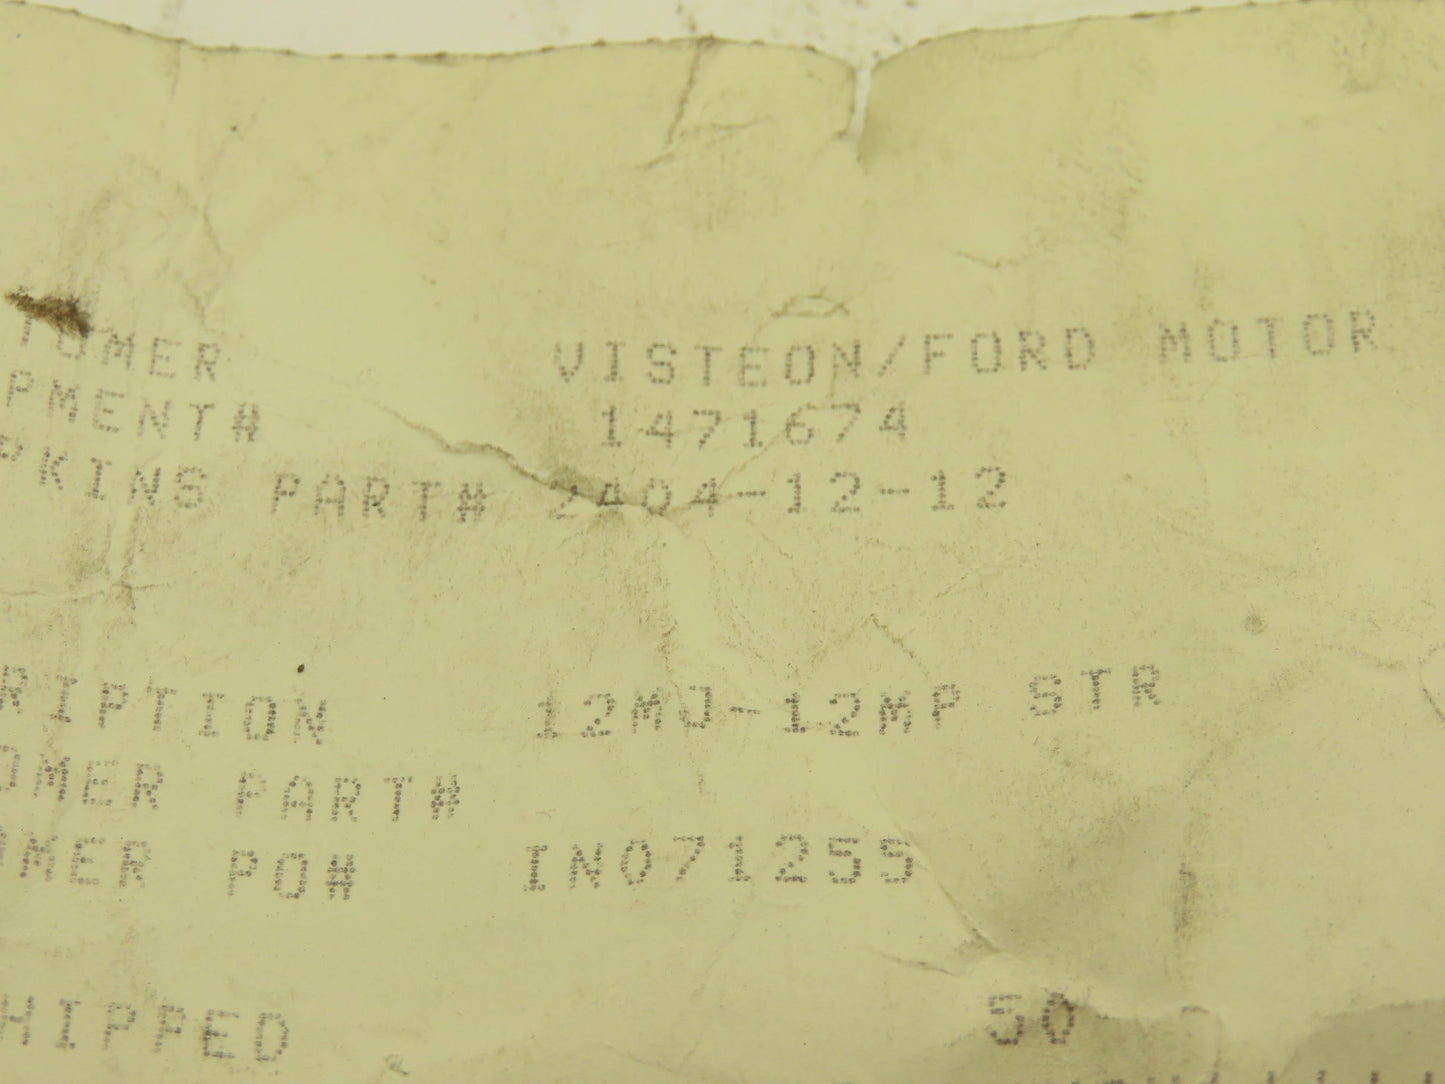 TOMER VISTEON/FORD MOTOR
PMENT# 1471674
PKINS PART# 2404-12-12
RIPTION 12MJ-12MP STR
OMER PART#
OMER PO# IN071255
HIPPED 50